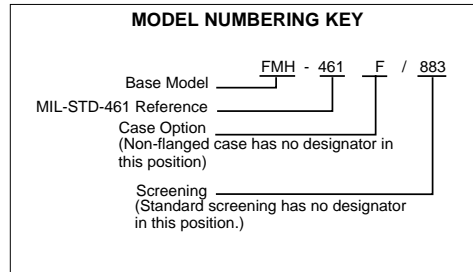 MODEL NUMBERING KEY
FMH - 461 F / 883
Base Model
MIL-STD-461 Reference
Case Option
(Non-flanged case has no designator in
this position)
Screening
(Standard screening has no designator
in this position.)